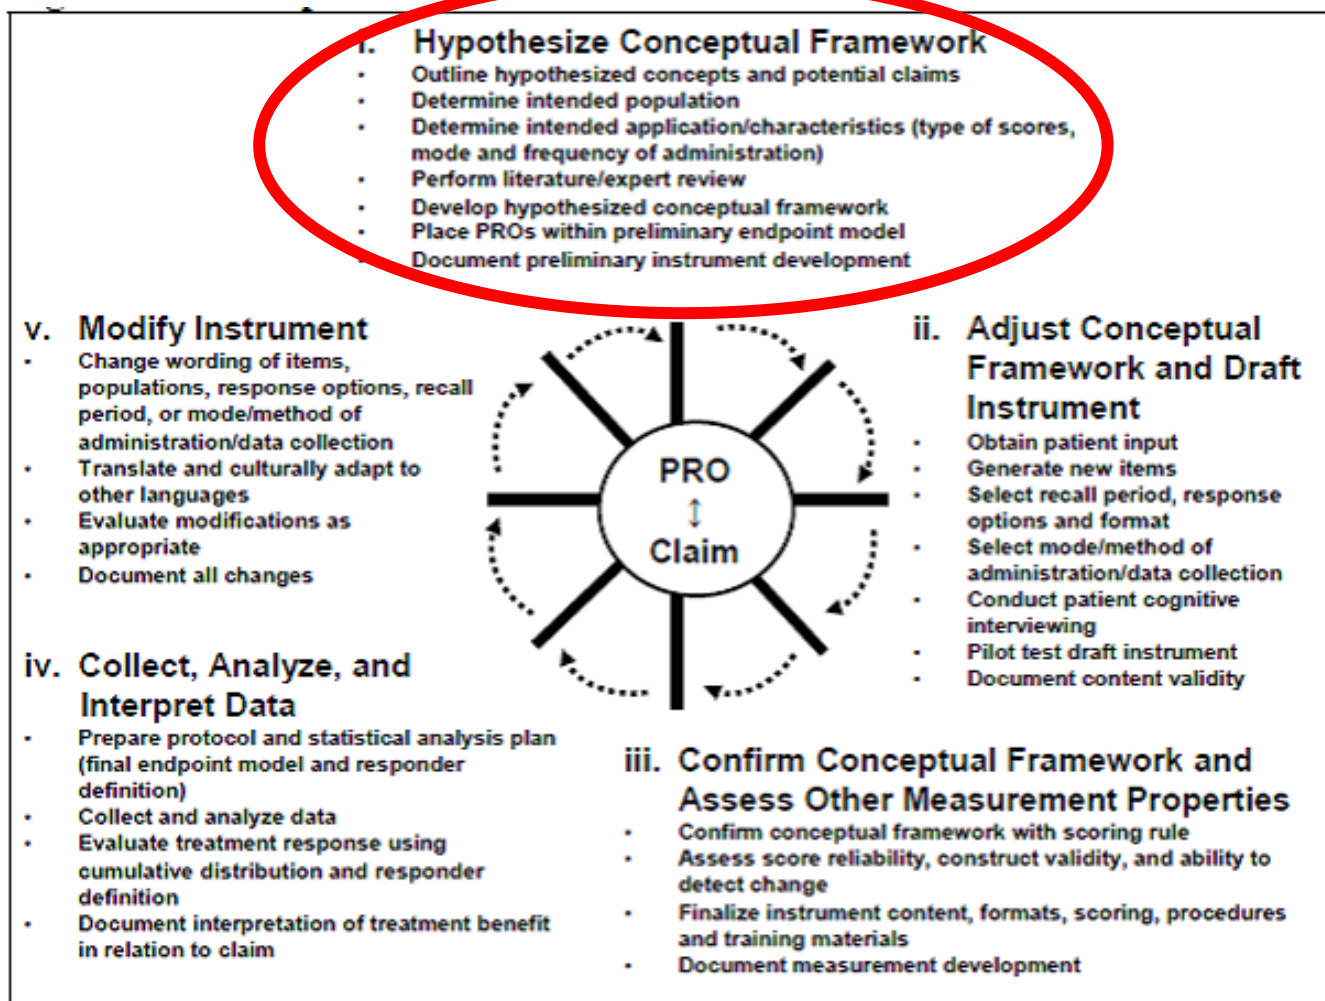 i. Hypothesize Conceptual Framework
· Outline hypothesized concepts and potential claims
· Determine intended population
· Determine intended application/characteristics (type of scores,
mode and frequency of administration)
· Perform literature/expert review
· Develop hypothesized conceptual framework
· Place PROs within preliminary endpoint model
· Document preliminary instrument development
ii. Adjust Conceptual
Framework and Draft
Instrument
· Obtain patient input
· Generate new items
· Select recall period, response
options and format
· Select mode/method of
administration/data collection
· Conduct patient cognitive
interviewing
· Pilot test draft instrument
· Document content validity
PRO
↕
Claim
iii. Confirm Conceptual Framework and
Assess Other Measurement Properties
· Confirm conceptual framework with scoring rule
· Assess score reliability, construct validity, and ability to
detect change
· Finalize instrument content, formats, scoring, procedures
and training materials
· Document measurement development
iv. Collect, Analyze, and
Interpret Data
· Prepare protocol and statistical analysis plan
(final endpoint model and responder
definition)
· Collect and analyze data
· Evaluate treatment response using
cumulative distribution and responder
definition
· Document interpretation of treatment benefit
in relation to claim
v. Modify Instrument
· Change wording of items,
populations, response options, recall
period, or mode/method of
administration/data collection
· Translate and culturally adapt to
other languages
· Evaluate modifications as
appropriate
· Document all changes